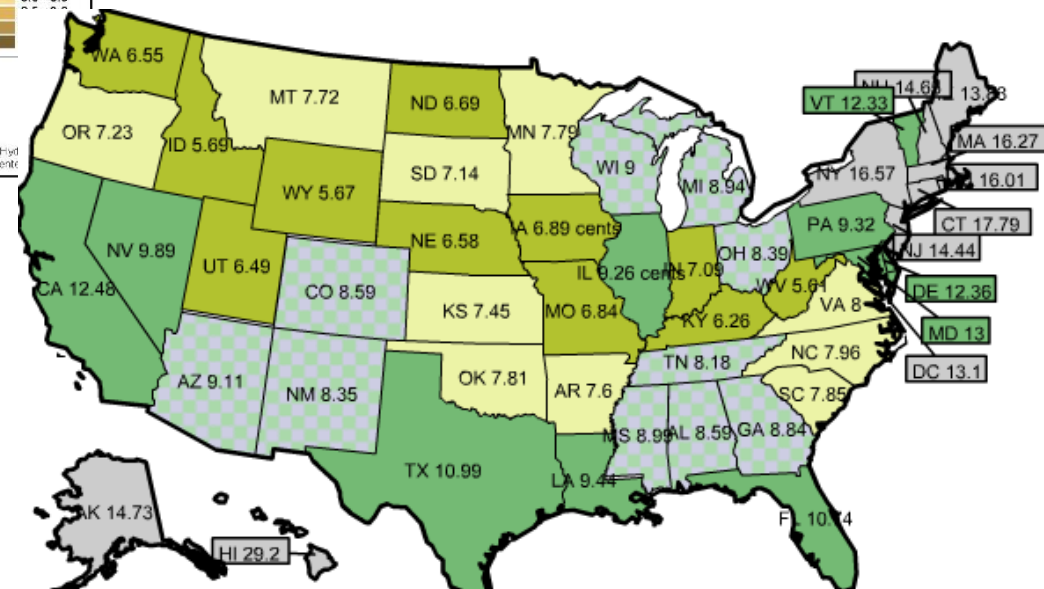 WA 6.55
MT 7.72
ND 6.69
MN 7.79
OR 7.23
ID 5.69
WY 5.67
SD 7.14
WI 9
MI 8.94
VT 12.33
MA 16.27
NY 16.57
16.01
CT 17.79
NJ 14.44
PA 9.32
DE 12.36
MD 13
DC 13.1
NV 9.89
UT 6.49
CA 12.48
CO 8.59
NE 6.58
IA 6.89 cents
IL 9.26 cents
IN 7.09
OH 8.39
WV 5.61
VA 8
KS 7.45
MO 6.84
KY 6.26
NC 7.96
TN 8.18
SC 7.85
AZ 9.11
NM 8.35
OK 7.81
AR 7.6
MS 8.99
AL 8.59
GA 8.84
TX 10.99
LA 9.44
FL 10.74
AK 14.73
HI 29.2